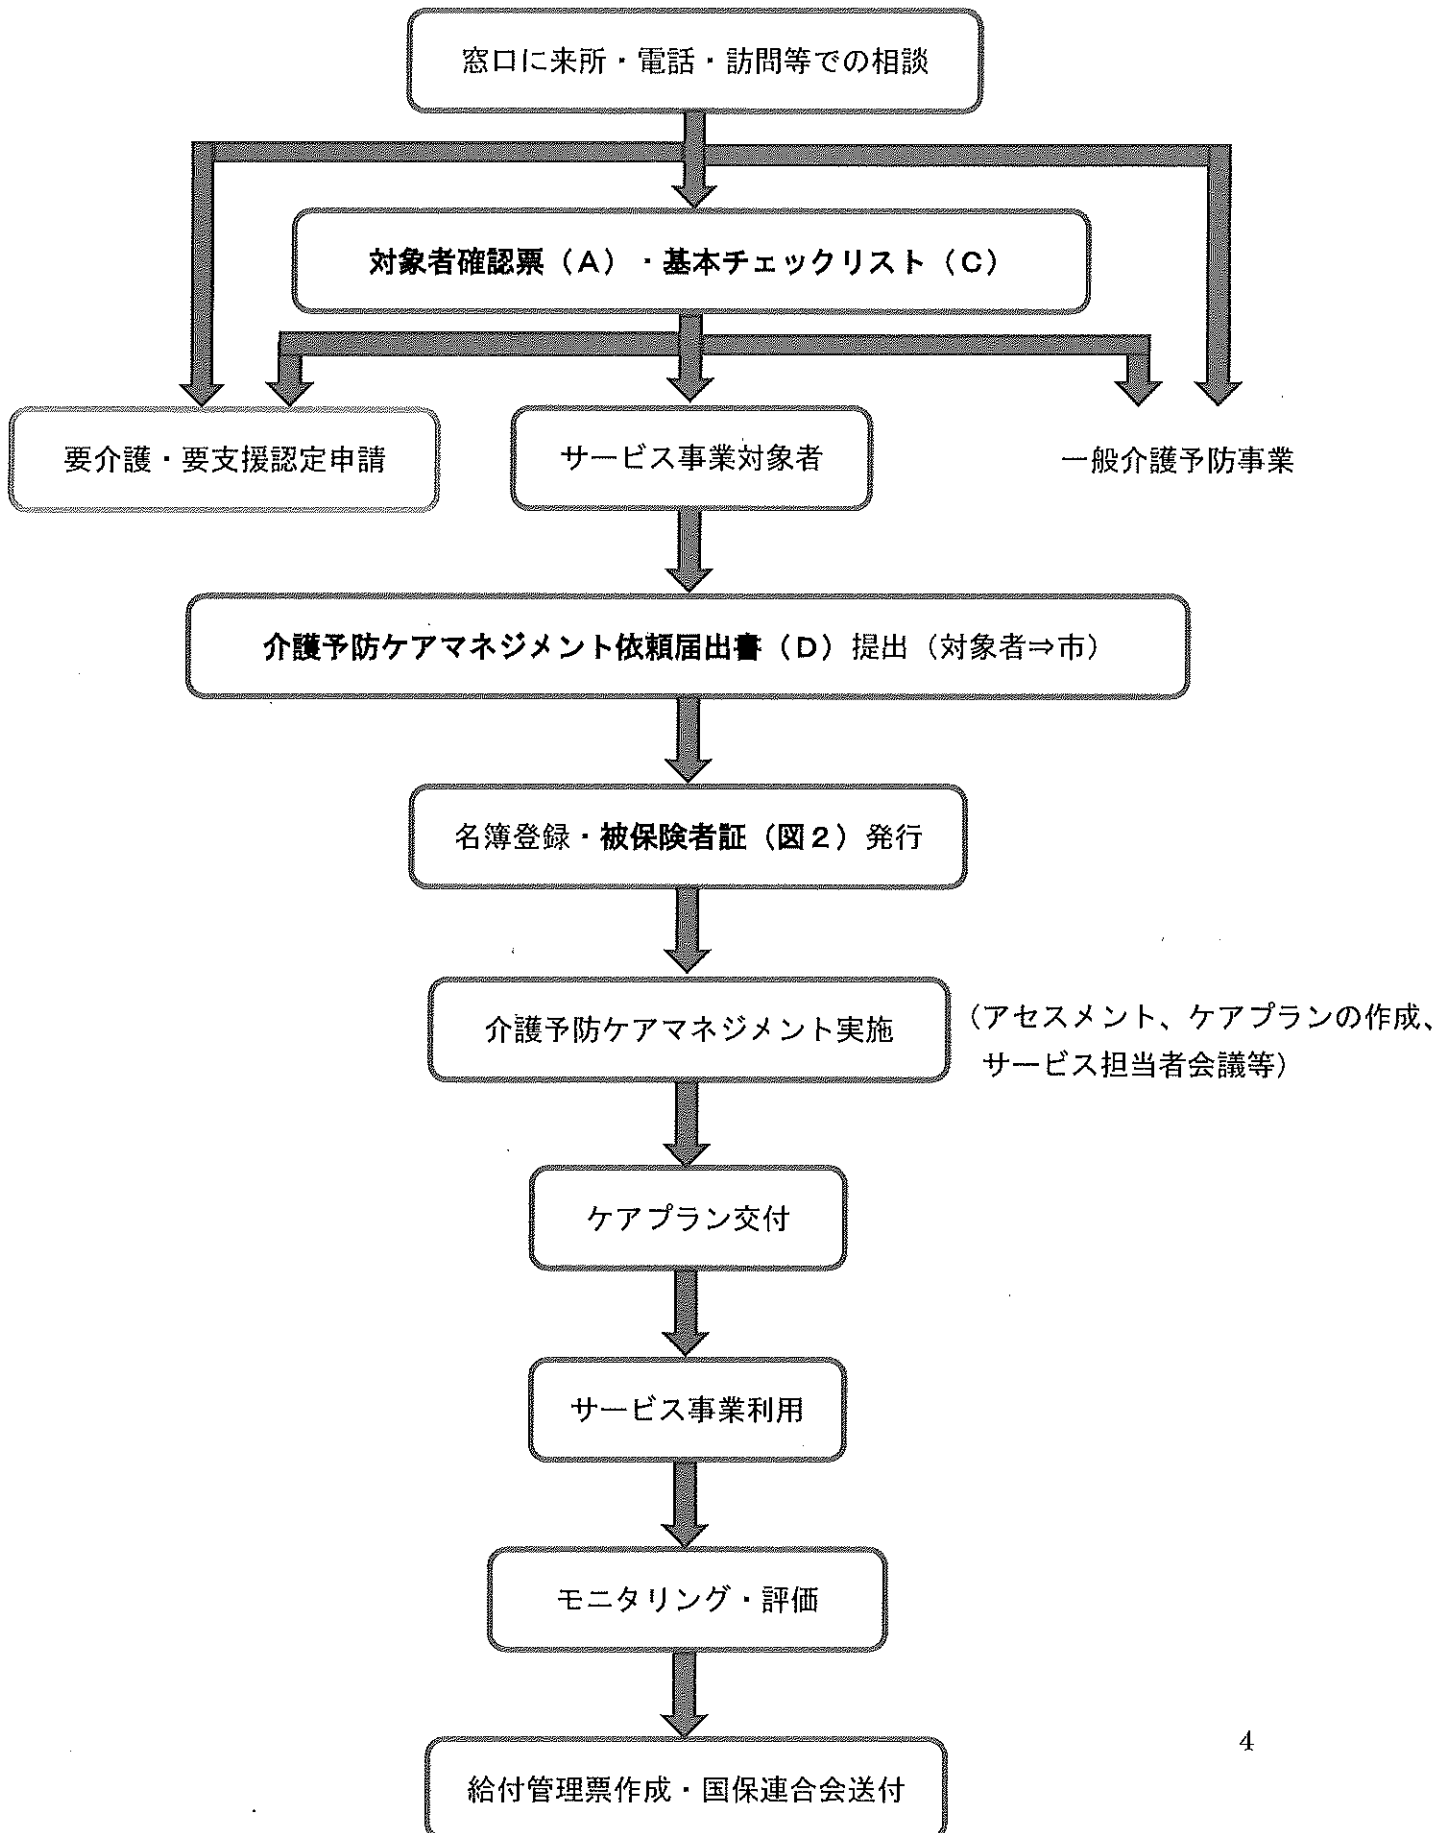 窓口に来所・電話・訪問等での相談
対象者確認票（A）・基本チェックリスト（C）
要介護・要支援認定申請
サービス事業対象者
一般介護予防事業
介護予防ケアマネジメント依頼届出書（D）提出（対象者⇒市）
名簿登録・被保険者証（図２）発行
介護予防ケアマネジメント実施
（アセスメント、ケアプランの作成、
サービス担当者会議等）
ケアプラン交付
サービス事業利用
モニタリング・評価
給付管理票作成・国保連合会送付
4